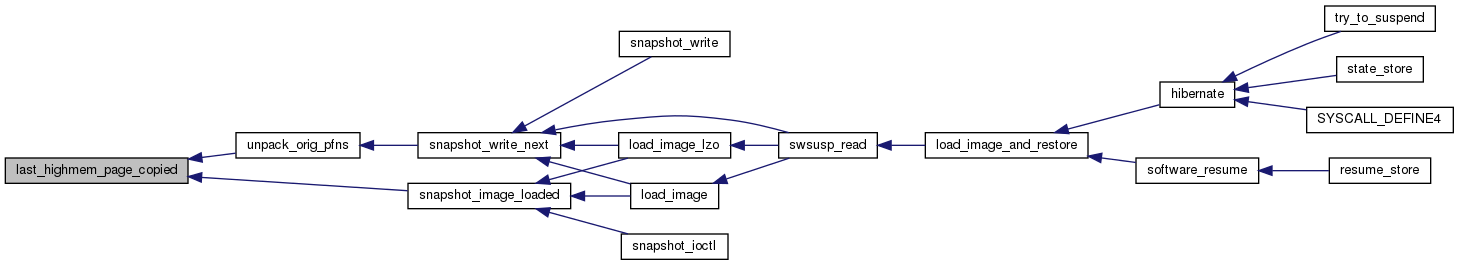 last_highmem_page_copied
unpack_orig_pfns
snapshot_image_loaded
snapshot_write_next
snapshot_write
load_image_lzo
load_image
snapshot_ioctl
swsusp_read
load_image_and_restore
hibernate
software_resume
try_to_suspend
state_store
SYSCALL_DEFINE4
resume_store